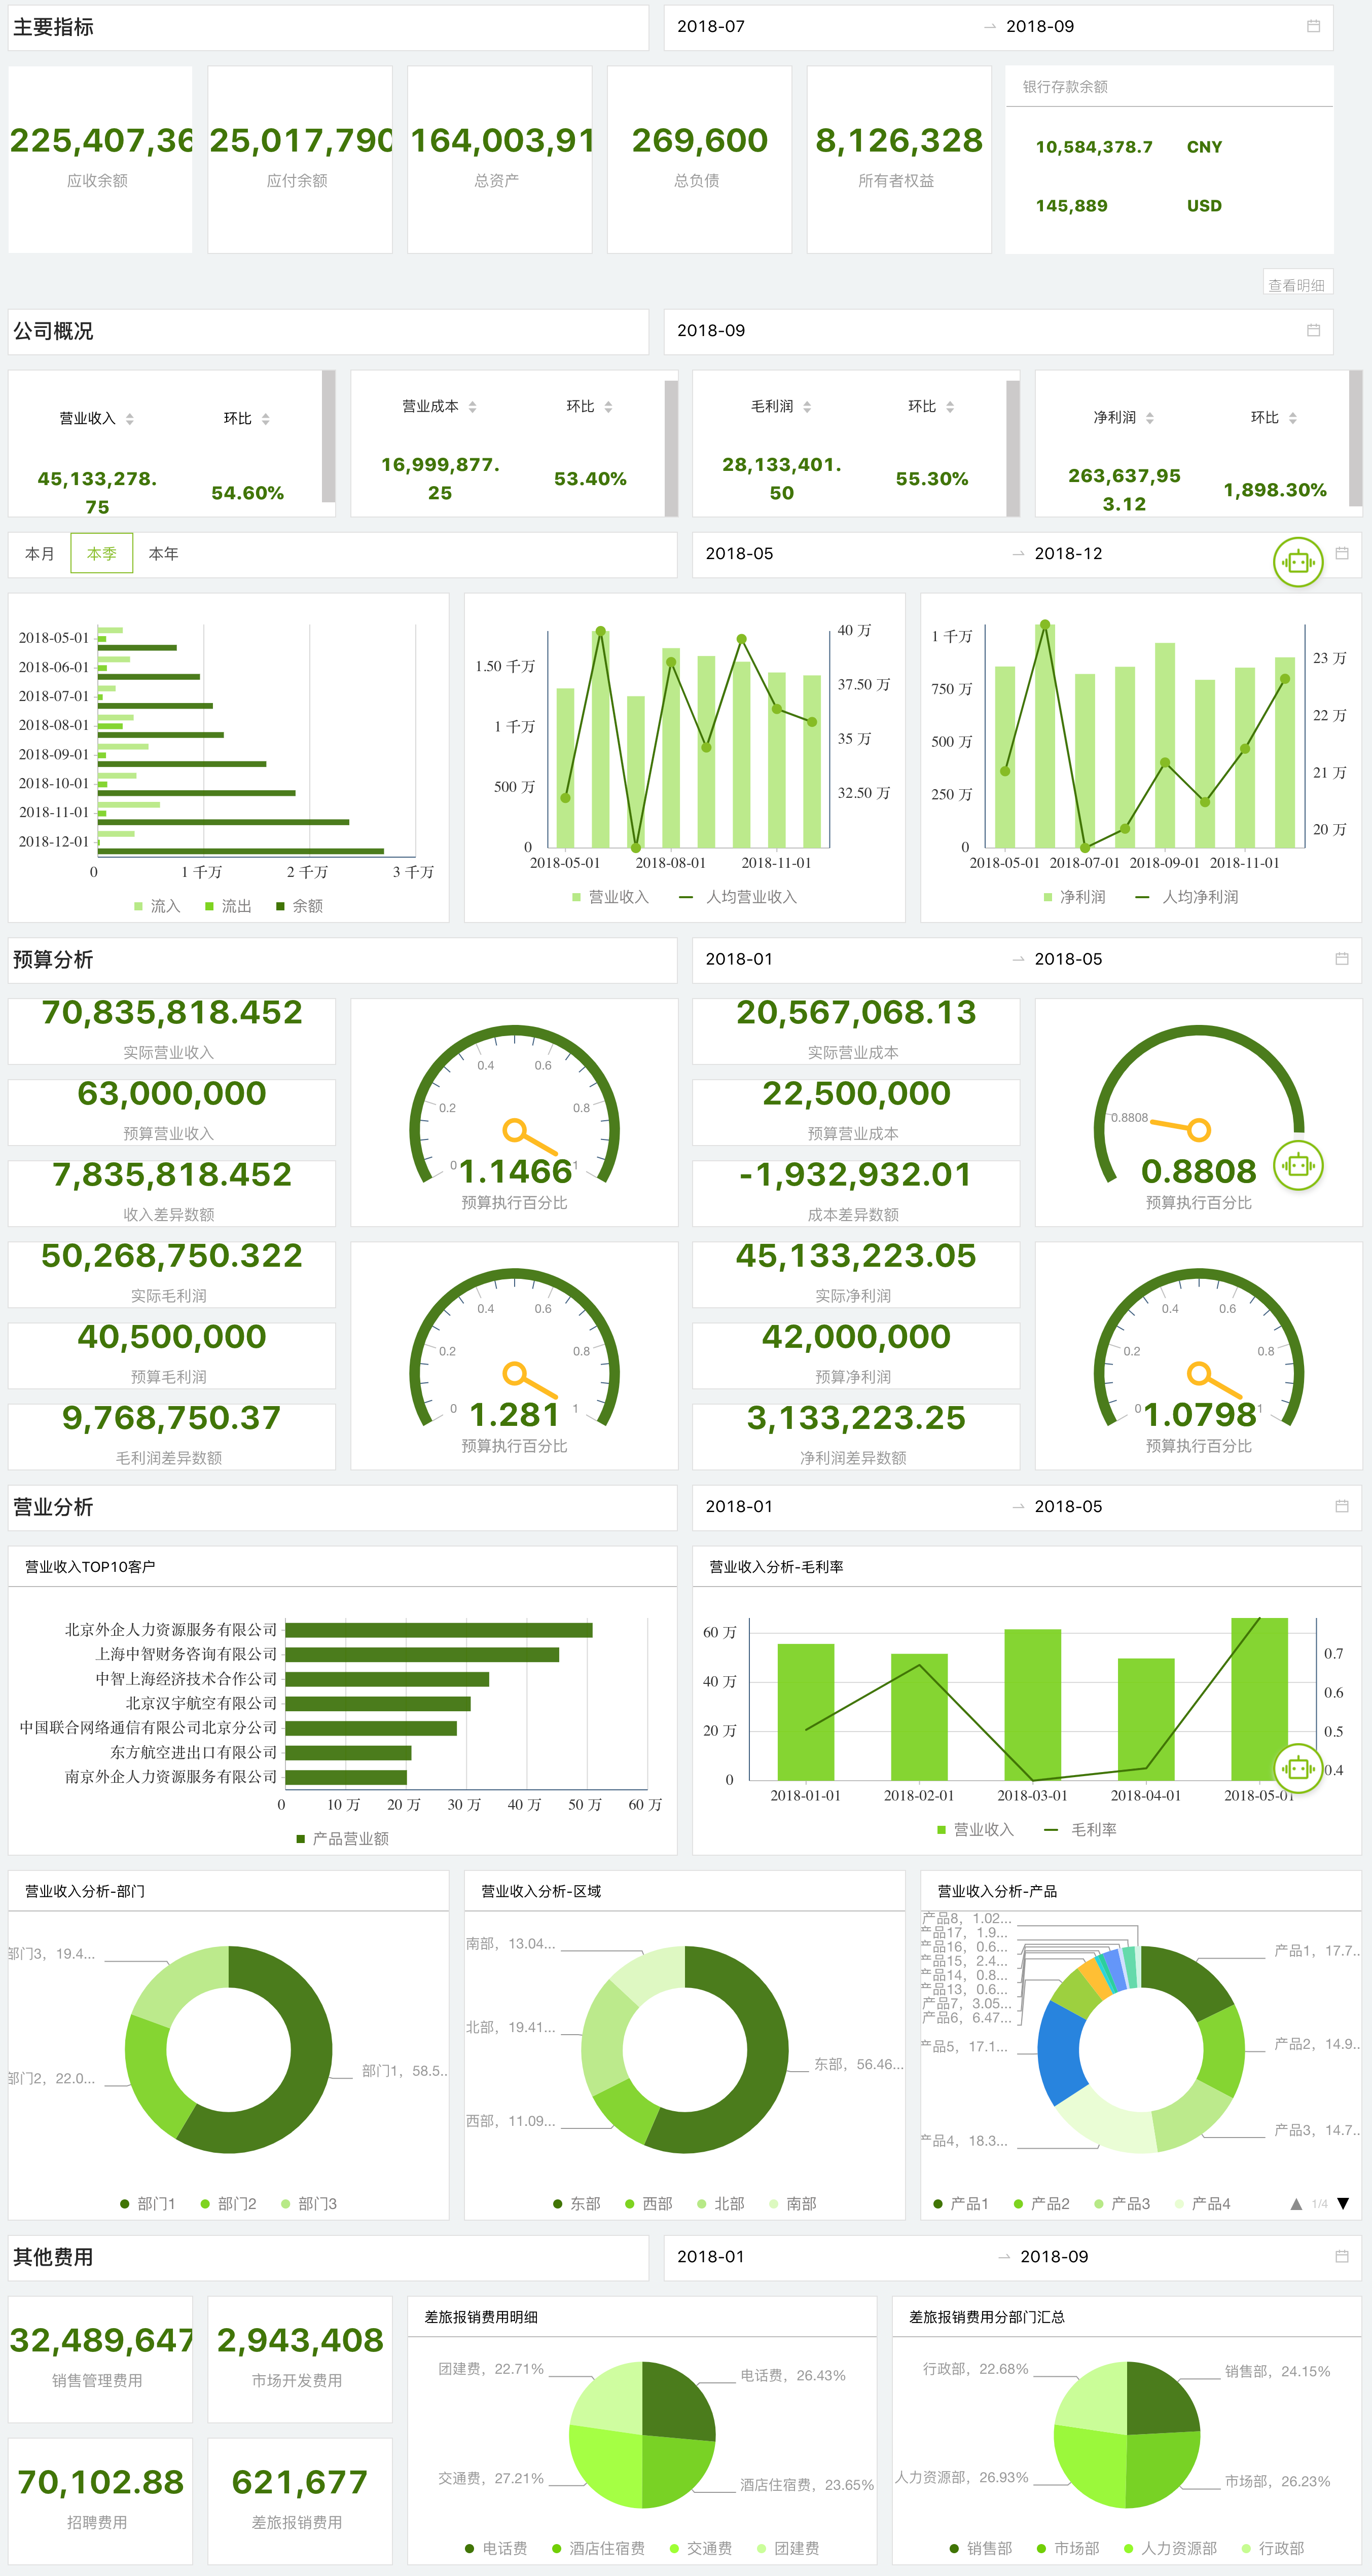 主要指标
2018-07 → 2018-09
225,407,36
应收余额
25,017,790
应付余额
164,003,91
总资产
269,600
总负债
8,126,328
所有者权益
银行存款余额
10,584,378.7 CNY
145,889 USD
查看明细
公司概况
2018-09
营业收入 环比
45,133,278.
75
54.60%
营业成本 环比
16,999,877.
25
53.40%
毛利润 环比
28,133,401.
50
55.30%
净利润 环比
263,637,95
3.12
1,898.30%
本月 本季 本年
2018-05 → 2018-12
2018-05-01
2018-06-01
2018-07-01
2018-08-01
2018-09-01
2018-10-01
2018-11-01
2018-12-01
0 1 千万 2 千万 3 千万
流入 流出 余额
1.50 千万
1 千万
500 万
0
40 万
37.50 万
35 万
32.50 万
2018-05-01 2018-08-01 2018-11-01
营业收入 人均营业收入
1 千万
750 万
500 万
250 万
0
23 万
22 万
21 万
20 万
2018-05-01 2018-07-01 2018-09-01 2018-11-01
净利润 人均净利润
预算分析
2018-01 → 2018-05
70,835,818.452
实际营业收入
63,000,000
预算营业收入
7,835,818.452
收入差异数额
0 0.2 0.4 0.6 0.8 1
1.1466
预算执行百分比
20,567,068.13
实际营业成本
22,500,000
预算营业成本
-1,932,932.01
成本差异数额
0.8808
0.8808
预算执行百分比
50,268,750.322
实际毛利润
40,500,000
预算毛利润
9,768,750.37
毛利润差异数额
0 0.2 0.4 0.6 0.8 1
1.281
预算执行百分比
45,133,223.05
实际净利润
42,000,000
预算净利润
3,133,223.25
净利润差异数额
0 0.2 0.4 0.6 0.8 1
1.0798
预算执行百分比
营业分析
2018-01 → 2018-05
营业收入TOP10客户
北京外企人力资源服务有限公司
上海中智财务咨询有限公司
中智上海经济技术合作公司
北京汉宇航空有限公司
中国联合网络通信有限公司北京分公司
东方航空进出口有限公司
南京外企人力资源服务有限公司
0 10 万 20 万 30 万 40 万 50 万 60 万
产品营业额
营业收入分析-毛利率
60 万
40 万
20 万
0
0.7
0.6
0.5
0.4
2018-01-01 2018-02-01 2018-03-01 2018-04-01 2018-05-01
营业收入 毛利率
营业收入分析-部门
部门3，19.4...
部门2，22.0...
部门1，58.5..
部门1 部门2 部门3
营业收入分析-区域
南部，13.04...
北部，19.41...
西部，11.09...
东部，56.46...
东部 西部 北部 南部
营业收入分析-产品
产品8，1.02...
产品17，1.9...
产品16，0.6...
产品15，2.4...
产品14，0.8...
产品13，0.6...
产品7，3.05...
产品6，6.47...
产品5，17.1...
产品4，18.3...
产品1，17.7..
产品2，14.9..
产品3，14.7..
产品1 产品2 产品3 产品4 ▲ 1/4 ▼
其他费用
2018-01 → 2018-09
32,489,647
销售管理费用
2,943,408
市场开发费用
70,102.88
招聘费用
621,677
差旅报销费用
差旅报销费用明细
团建费，22.71%
电话费，26.43%
交通费，27.21%
酒店住宿费，23.65%
电话费 酒店住宿费 交通费 团建费
差旅报销费用分部门汇总
行政部，22.68%
销售部，24.15%
人力资源部，26.93%
市场部，26.23%
销售部 市场部 人力资源部 行政部